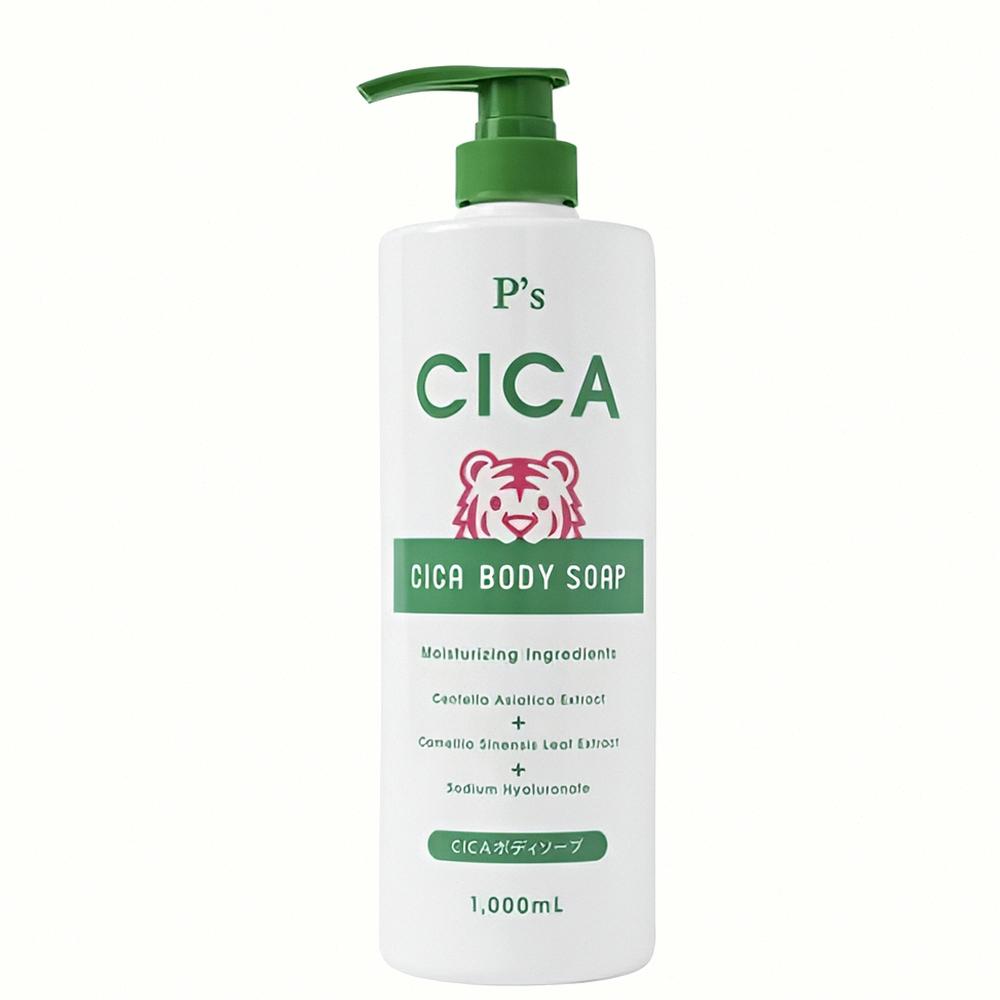 P's
CICA
CICA BODY SOAP
Moisturizing Ingredients
Centella Asiatica Extract
+
Camellia Sinensis Leaf Extract
+
Sodium Hyaluronate
CICAボディソープ
1,000mL